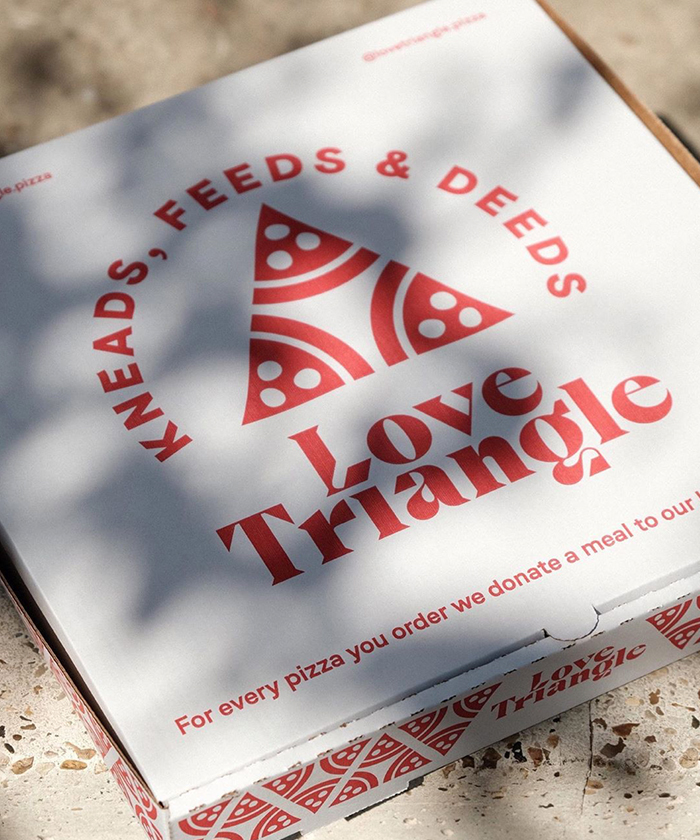 @lovetriangle.pizza
le.pizza
KNEADS, FEEDS & DEEDS
Love
Triangle
For every pizza you order we donate a meal to our
Love
Triangle